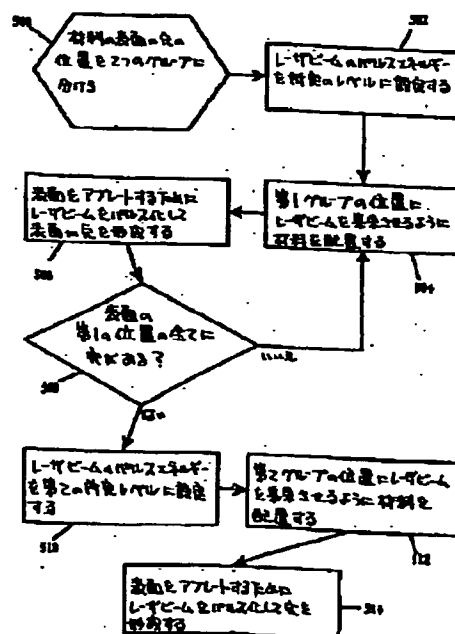 500
材料の表面の穴の
位置を2つのグループに
分ける
502
レーザビームのパルスエネルギー
を所定のレベルに設定する
第1グループの位置に
レーザビームを集束させるように
材料を配置する
504
表面をアブレートするために
レーザビームをパルス化して
表面に穴を形成する
506
表面の
第1の位置の全てに
穴がある?
508
いいえ
はい
レーザビームのパルスエネルギー
を第2の所定レベルに設定
する
510
第2グループの位置にレーザビーム
を集束させるように材料を
配置する
512
表面をアブレートするために
レーザビームをパルス化して穴を
形成する
514